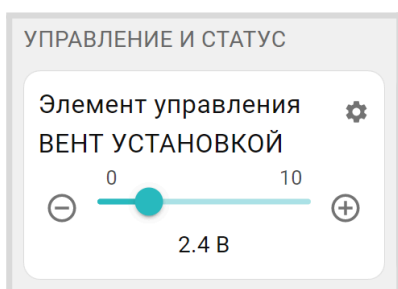 УПРАВЛЕНИЕ И СТАТУС
Элемент управления
ВЕНТ УСТАНОВКОЙ
0 10
2.4 В